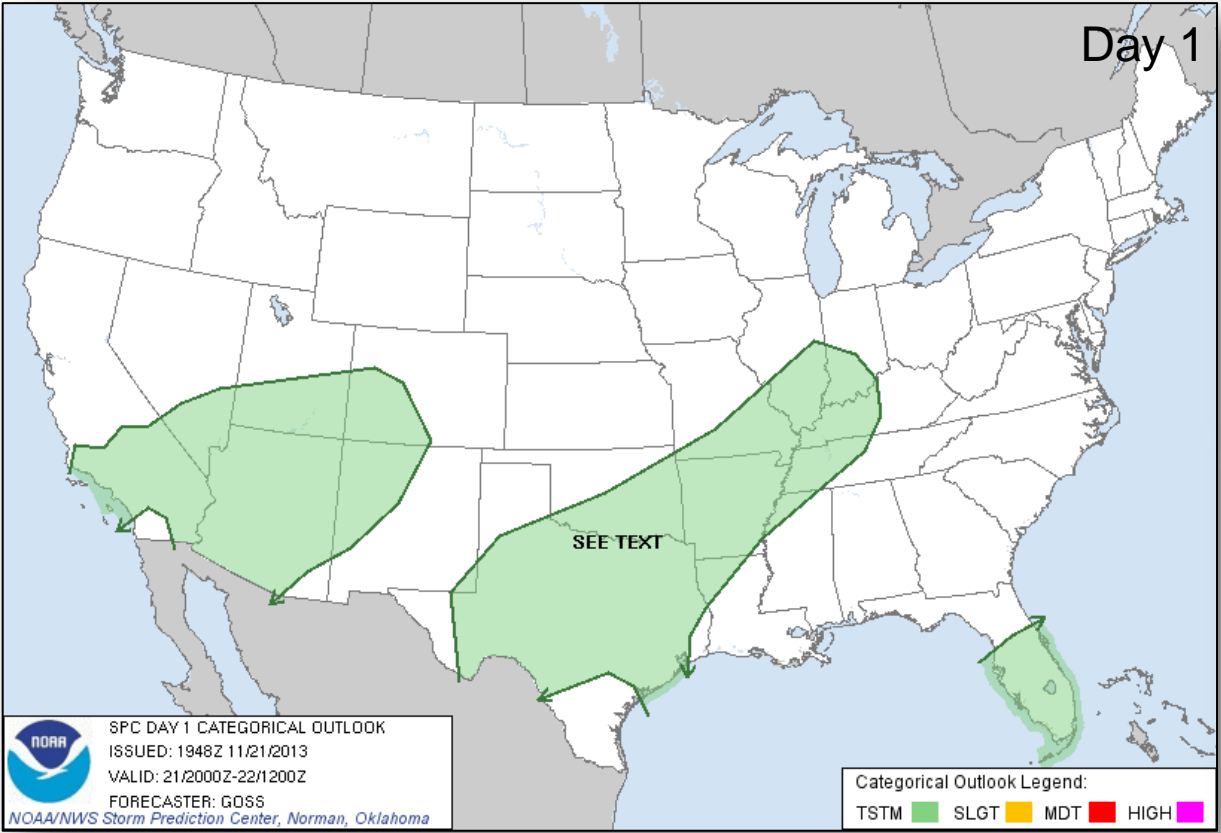 Day 1
SEE TEXT
NOAA
SPC DAY 1 CATEGORICAL OUTLOOK
ISSUED: 1948Z 11/21/2013
VALID: 21/2000Z-22/1200Z
FORECASTER: GOSS
NOAA/NWS Storm Prediction Center, Norman, Oklahoma
Categorical Outlook Legend:
TSTM SLGT MDT HIGH